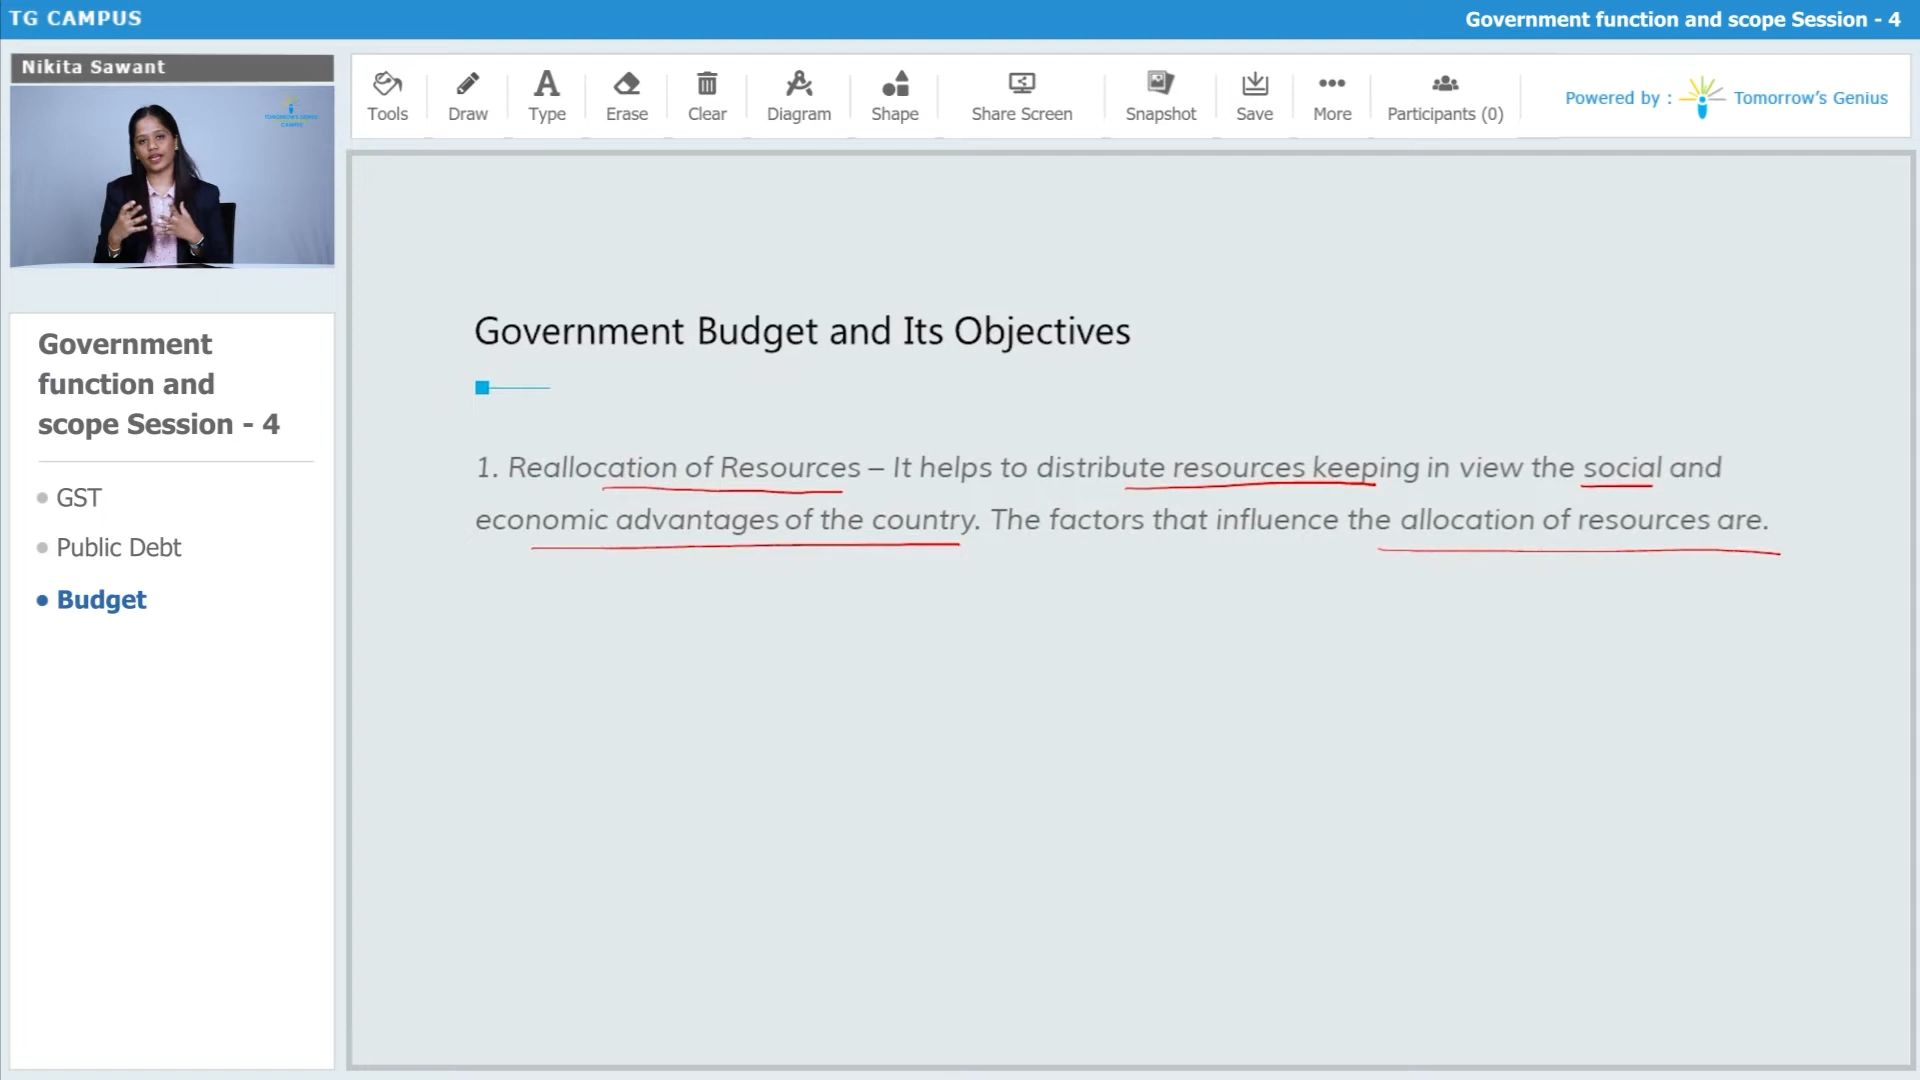 TG CAMPUS
Government function and scope Session - 4
Nikita Sawant
Tools
Draw
Type
Erase
Clear
Diagram
Shape
Share Screen
Snapshot
Save
More
Participants (0)
Powered by :
Tomorrow's Genius
Government
function and
scope Session - 4
GST
Public Debt
Budget
Government Budget and Its Objectives
1. Reallocation of Resources – It helps to distribute resources keeping in view the social and
economic advantages of the country. The factors that influence the allocation of resources are.